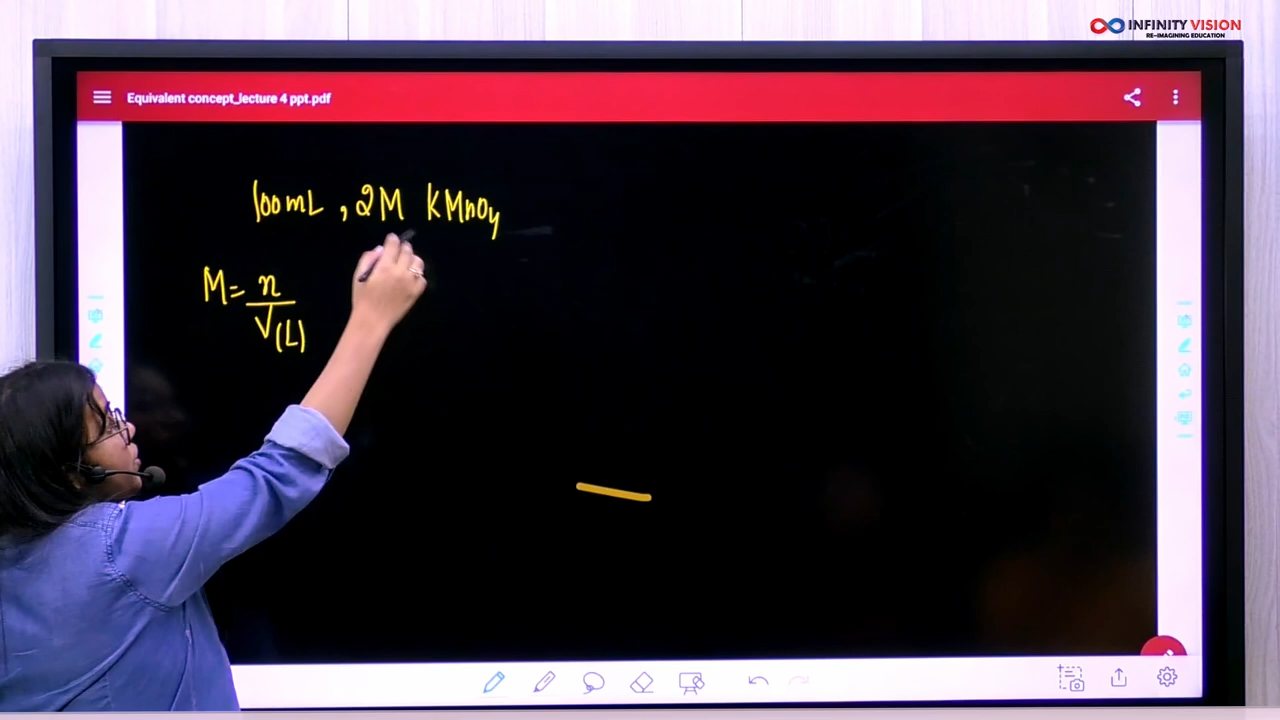 INFINITY VISION
RE-IMAGINING EDUCATION
Equivalent concept_lecture 4 ppt.pdf
100mL , 2M KMnO4
M = n
V(L)